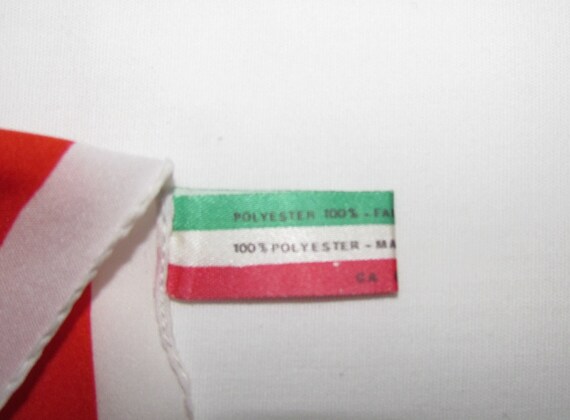 POLYESTER 100% - FA
100% POLYESTER - MA
CA